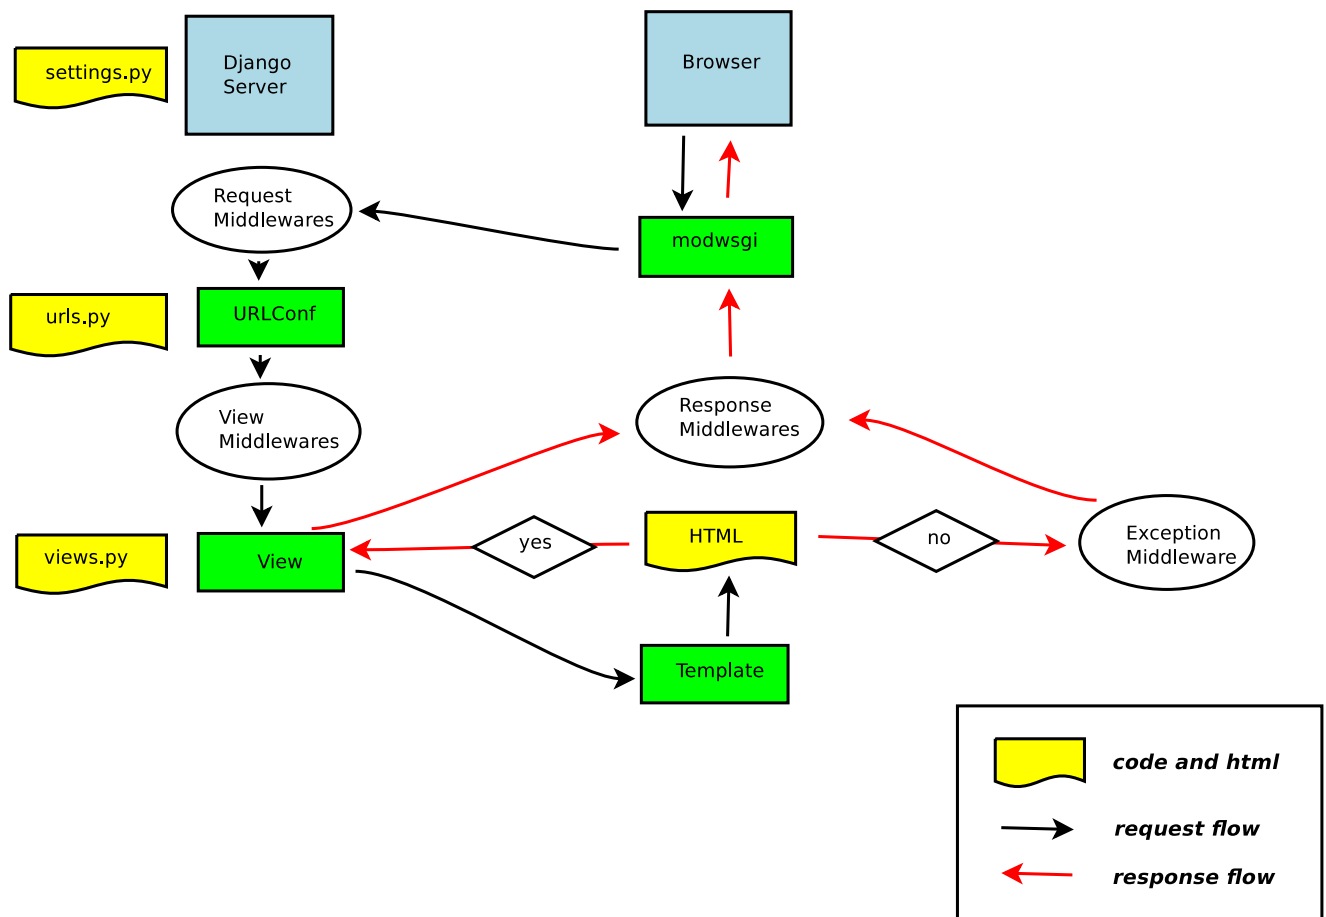 settings.py
Django
Server
Browser
Request
Middlewares
modwsgi
urls.py
URLConf
View
Middlewares
Response
Middlewares
views.py
View
yes
HTML
no
Exception
Middleware
Template
code and html
request flow
response flow